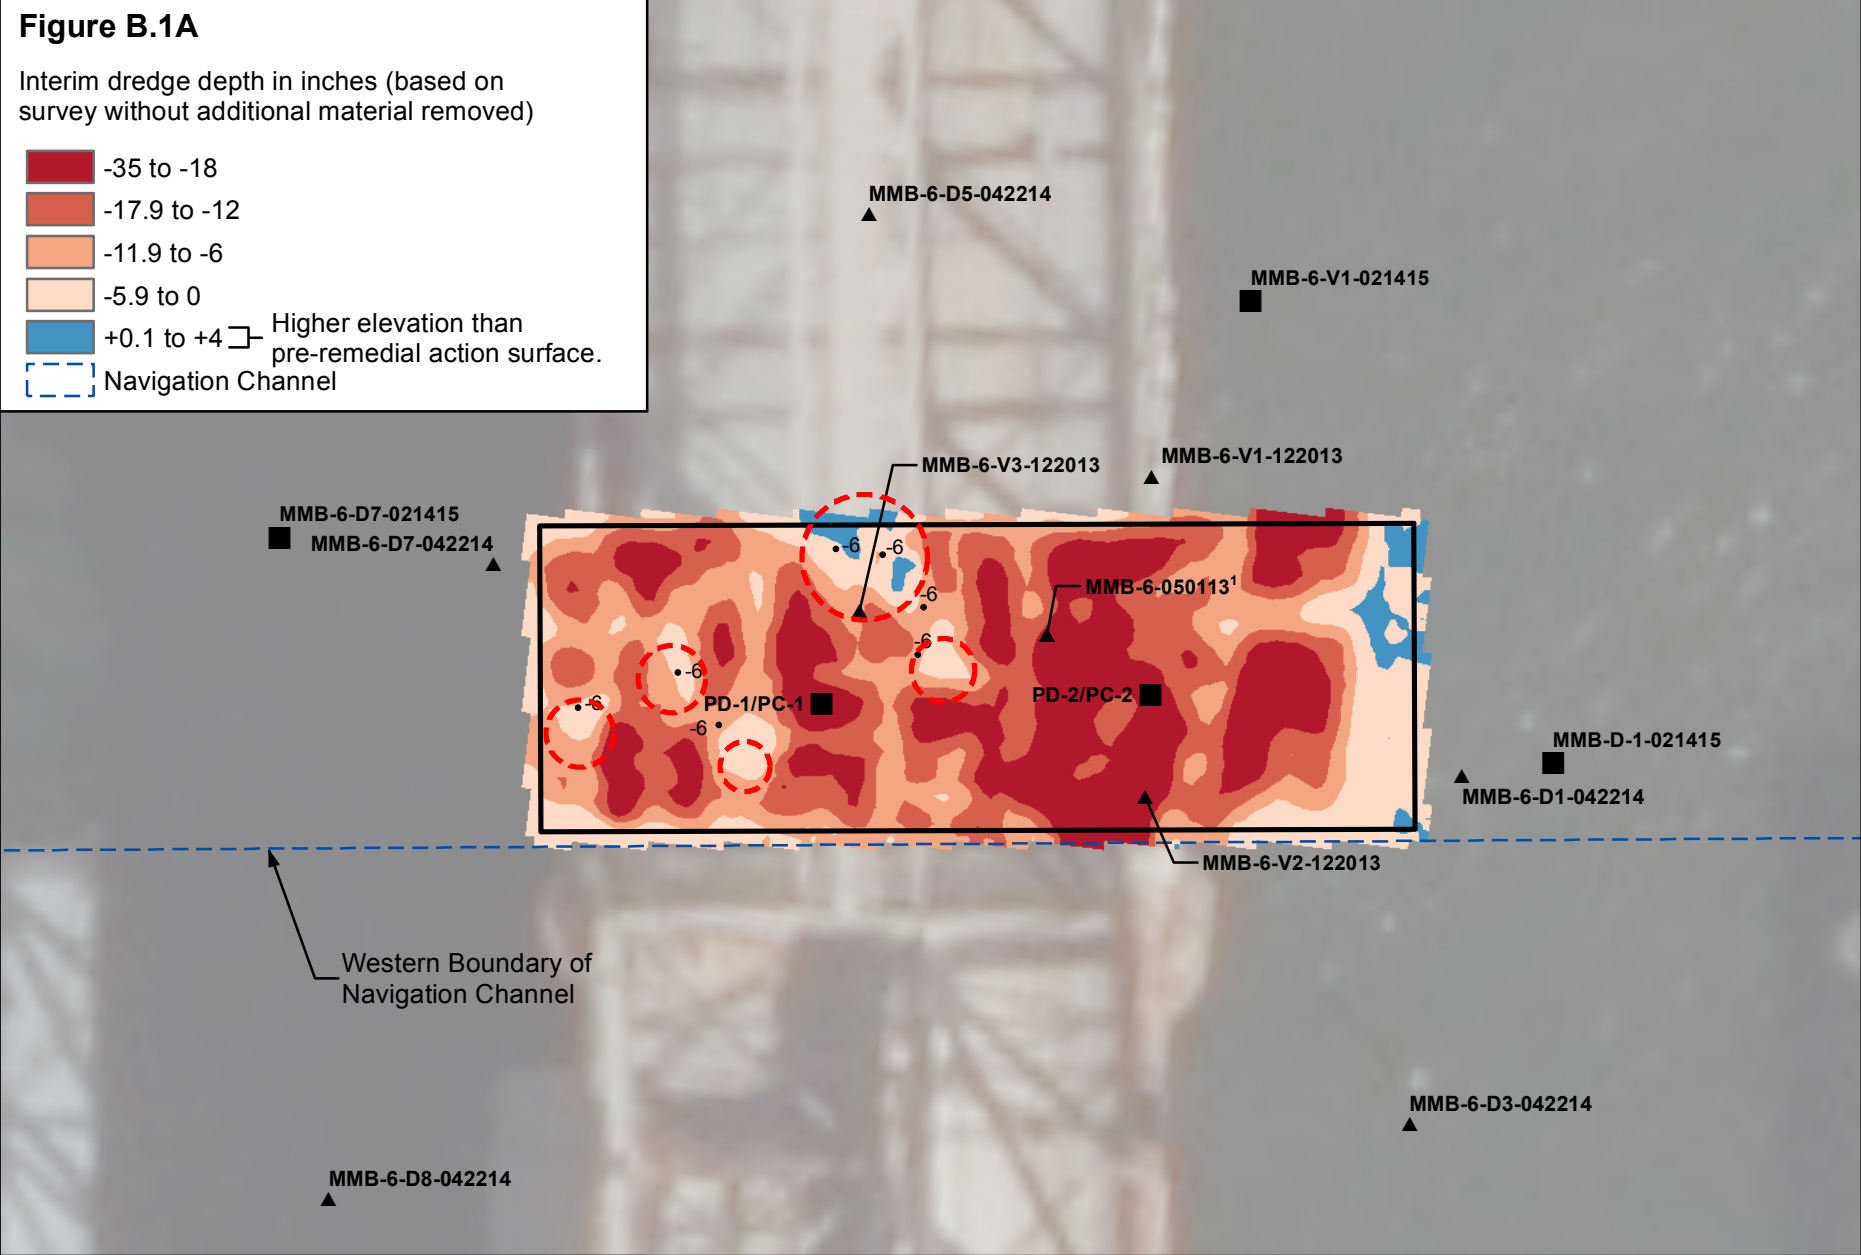 Figure B.1A
Interim dredge depth in inches (based on
survey without additional material removed)
-35 to -18
-17.9 to -12
-11.9 to -6
-5.9 to 0
+0.1 to +4
Higher elevation than
pre-remedial action surface.
Navigation Channel
MMB-6-D5-042214
MMB-6-V1-021415
MMB-6-V3-122013
MMB-6-V1-122013
MMB-6-D7-021415
MMB-6-D7-042214
-6
-6
MMB-6-050113¹
-6
-6
-6
-6
PD-1/PC-1
PD-2/PC-2
-6
MMB-D-1-021415
MMB-6-D1-042214
MMB-6-V2-122013
Western Boundary of
Navigation Channel
MMB-6-D3-042214
MMB-6-D8-042214